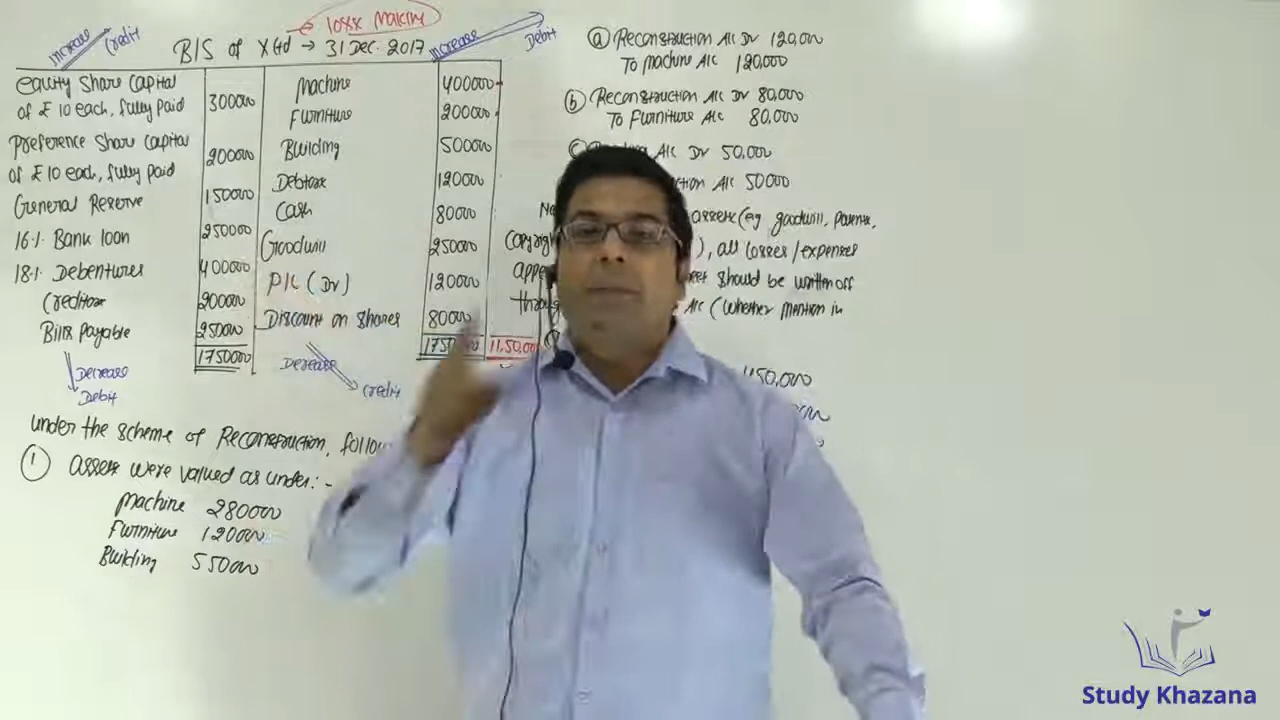 loss making
Increase Credit
B/S of X Ltd → 31 Dec. 2017
Increase Debit
equity Share Capital
of ₹ 10 each, fully paid 300000
Preference Share Capital
of ₹ 10 each, fully paid 200000
General Reserve 150000
16.1. Bank loan 250000
18.1. Debentures 400000
Creditors 200000
Bills Payable 250000
1750000
Decrease
Debit
Machine 400000
Furniture 200000
Building 500000
Debtors 120000
Cash 80000
Goodwill 250000
P/L (Dr) 120000
Discount on Shares 80000
11,50,00
Decrease
Credit
under the scheme of Reconstruction,
① Assets were valued as under:-
Machine 280000
Furniture 120000
Building 550000
ⓐ Reconstruction A/c Dr 120,000
To Machine A/c 120,000
ⓑ Reconstruction A/c Dr 80,000
To Furniture A/c 80,000
A/c Dr 50,000
A/c 50000
assets (eg goodwill, Patents,
), all losses/expenses
should be written off
A/c (Whether mention in
Study Khazana